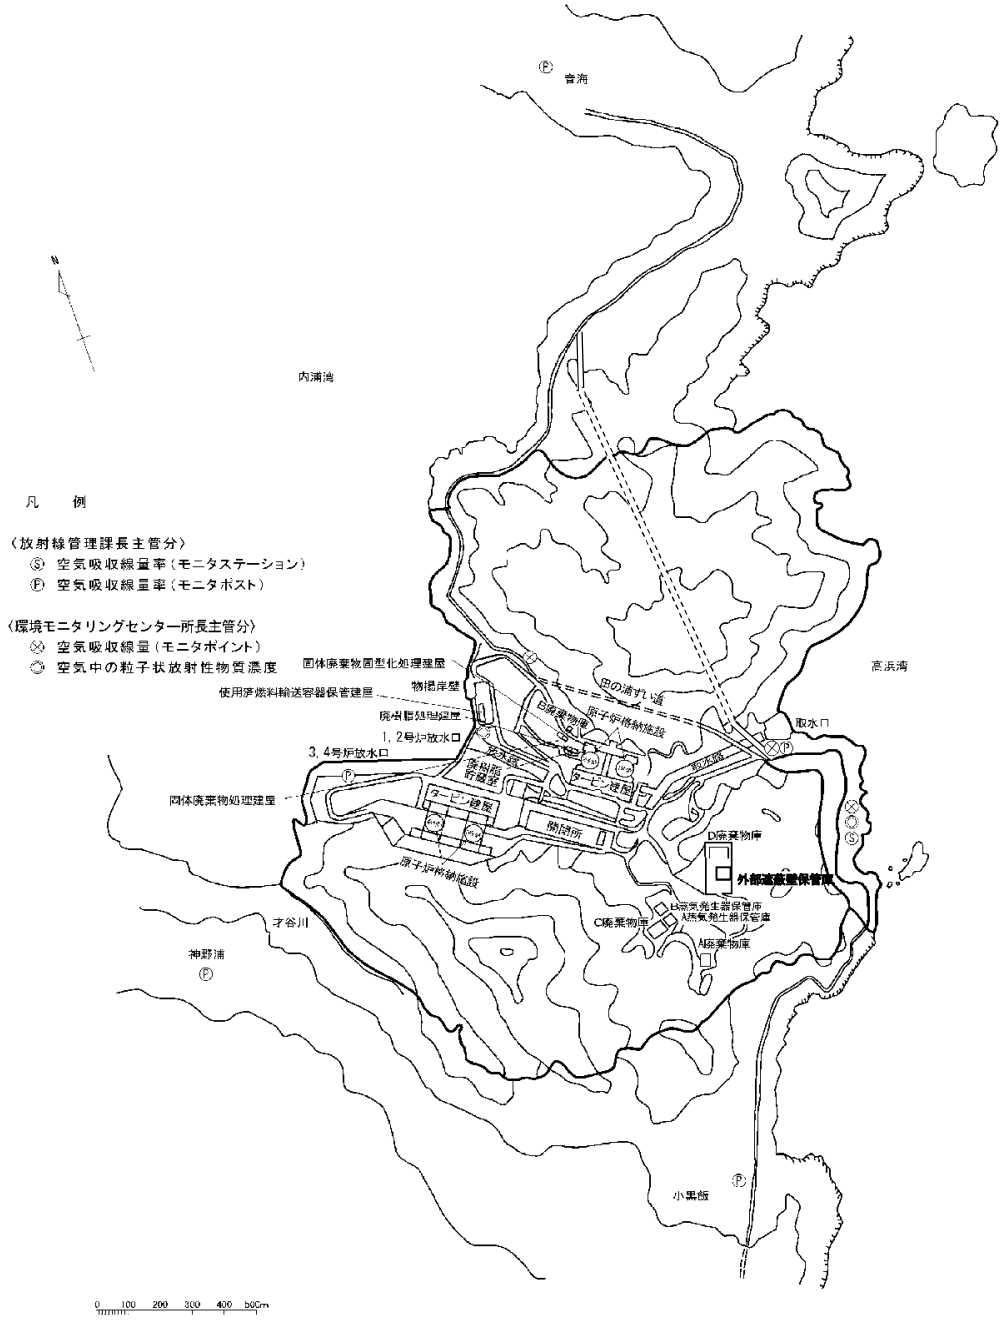 Ⓟ
音海
N
内浦湾
凡 例
〈放射線管理課長主管分〉
Ⓢ 空気吸収線量率(モニタステーション)
Ⓟ 空気吸収線量率(モニタポスト)
〈環境モニタリングセンター所長主管分〉
⊗ 空気吸収線量(モニタポイント)
◎ 空気中の粒子状放射性物質濃度
高浜湾
固体廃棄物固型化処理建屋
物揚岸壁
使用済燃料輸送容器保管建屋
廃樹脂処理建屋
1,2号炉放水口
3,4号炉放水口
固体廃棄物処理建屋
田の浦ずい道
B廃棄物庫
原子炉格納施設
取水口
Ⓟ
取水路
放水路
廃樹脂
貯蔵室
タービン建屋
Ⓟ
タービン建屋
開閉所
原子炉格納施設
D廃棄物庫
外部遮蔽壁保管庫
Ⓢ
B蒸気発生器保管庫
A蒸気発生器保管庫
C廃棄物庫
A廃棄物庫
才谷川
神野浦
Ⓟ
Ⓟ
小黒飯
0 100 200 300 400 500m